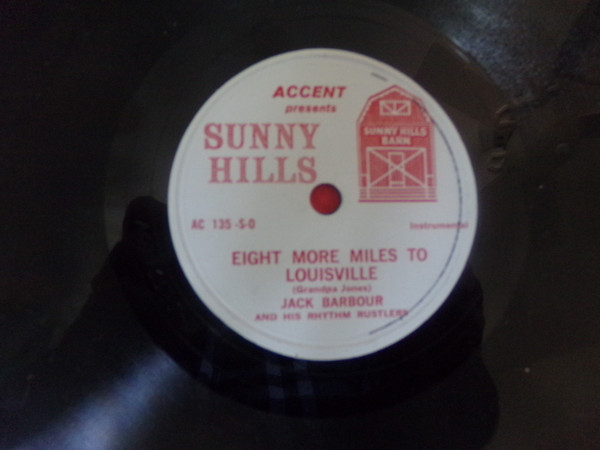 ACCENT
presents
SUNNY
HILLS
SUNNY HILLS
BARN
AC 135-S-O
Instrumental
EIGHT MORE MILES TO
LOUISVILLE
(Grandpa Jones)
JACK BARBOUR
AND HIS RHYTHM RUSTLERS